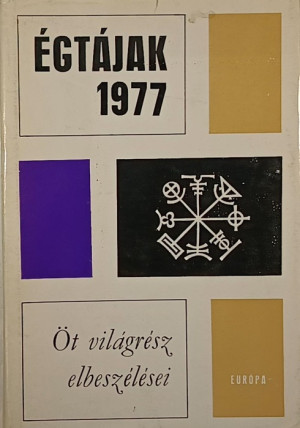 ÉGTÁJAK
1977
Öt világrész
elbeszélései
EURÓPA